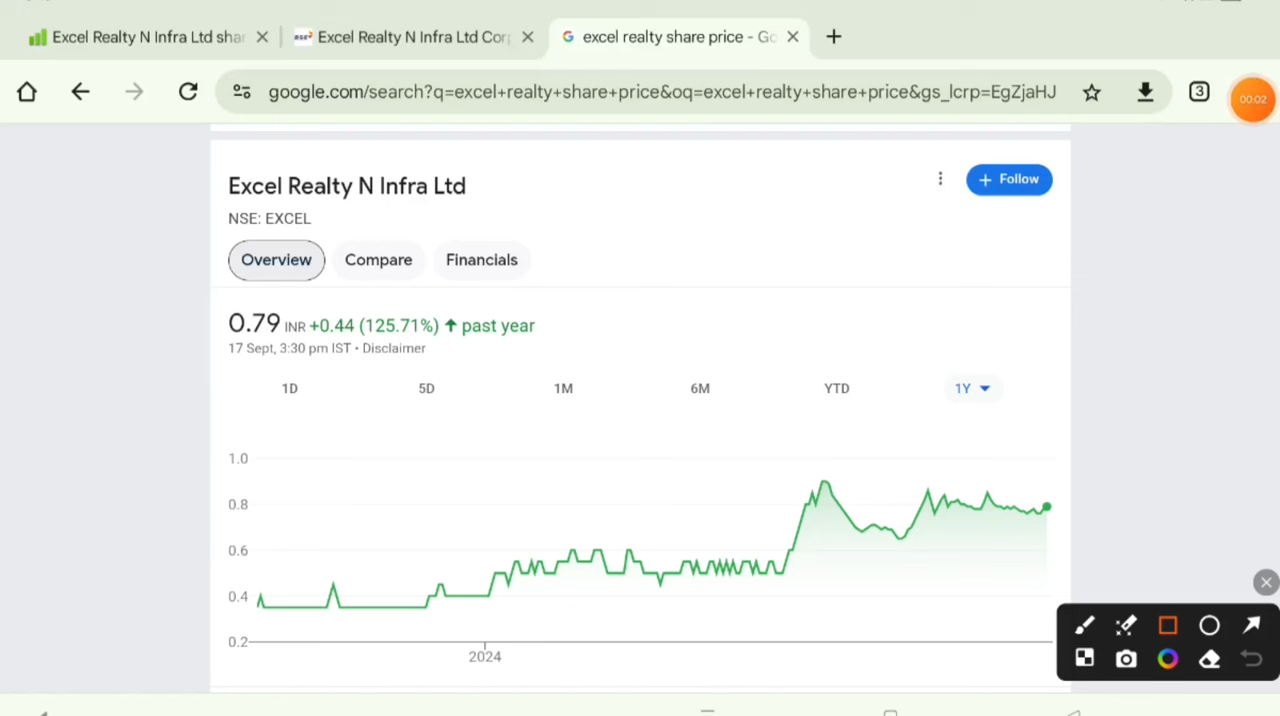 Excel Realty N Infra Ltd shar
Excel Realty N Infra Ltd Corp
excel realty share price - Go
google.com/search?q=excel+realty+share+price&oq=excel+realty+share+price&gs_lcrp=EgZjaHJ
3
00:02
Excel Realty N Infra Ltd
Follow
NSE: EXCEL
Overview
Compare
Financials
0.79 INR +0.44 (125.71%) ↑ past year
17 Sept, 3:30 pm IST • Disclaimer
1D 5D 1M 6M YTD 1Y
1.0
0.8
0.6
0.4
0.2
2024